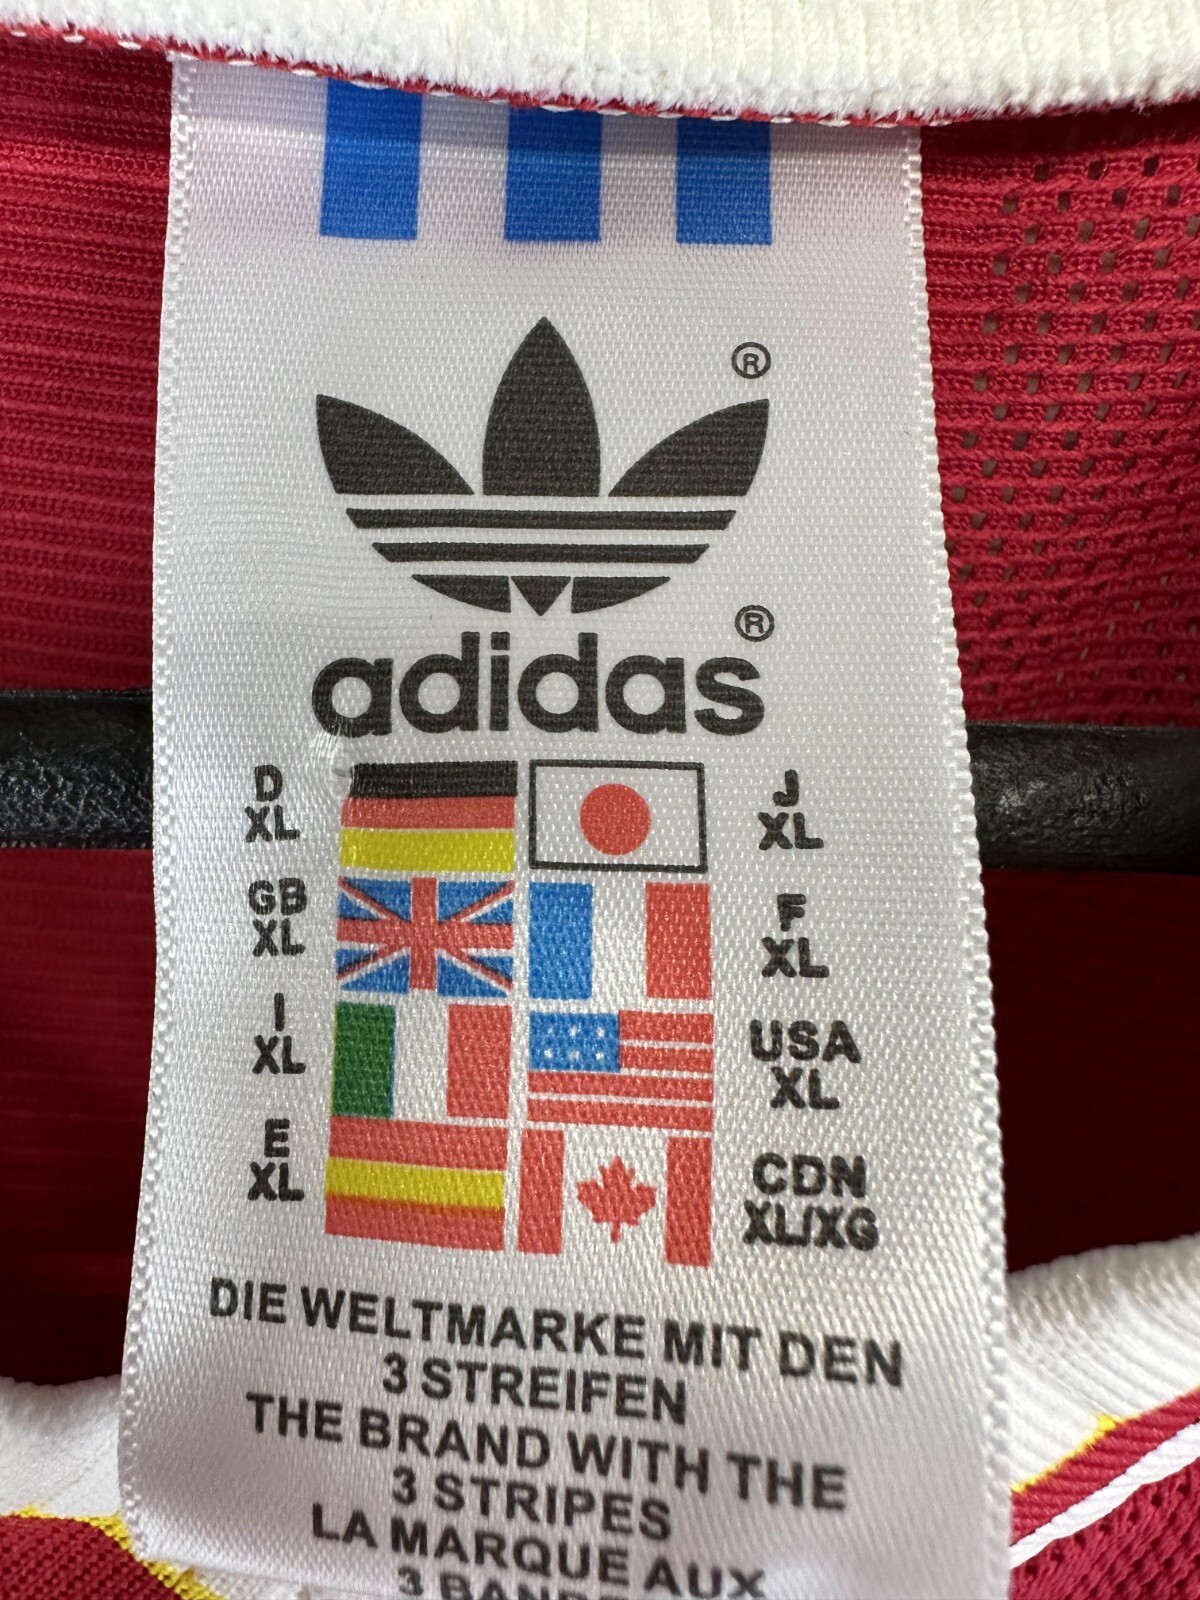 ®
adidas®
D
XL
J
XL
GB
XL
F
XL
I
XL
USA
XL
E
XL
CDN
XL/XG
DIE WELTMARKE MIT DEN
3 STREIFEN
THE BRAND WITH THE
3 STRIPES
LA MARQUE AUX
3